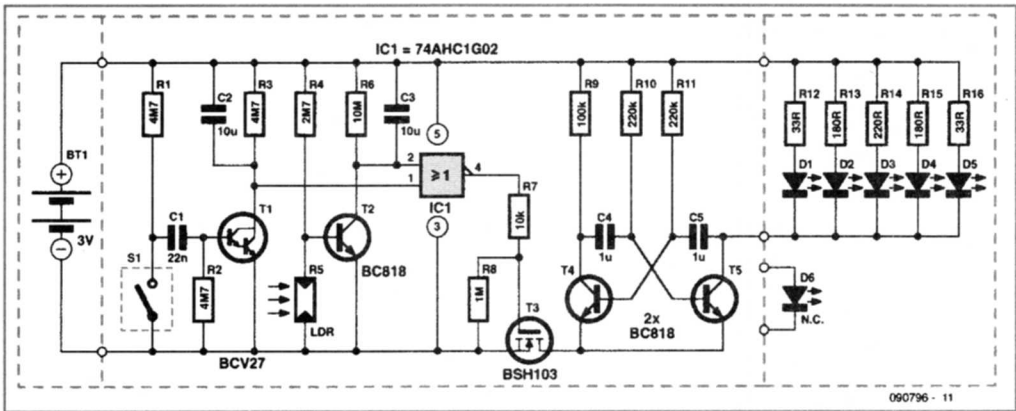 IC1 = 74AHC1G02
R1
4M7
C2
10u
R3
4M7
R4
2M7
R6
10M
C3
10u
5
2
1
4
≥1
IC1
3
R7
10k
R9
100k
R10
220k
R11
220k
R12
33R
R13
180R
R14
220R
R15
180R
R16
33R
D1
D2
D3
D4
D5
BT1
+
3V
−
S1
C1
22n
R2
4M7
T1
BCV27
R5
LDR
T2
BC818
R8
1M
T3
BSH103
C4
1u
C5
1u
T4
T5
2x
BC818
D6
N.C.
090796 - 11